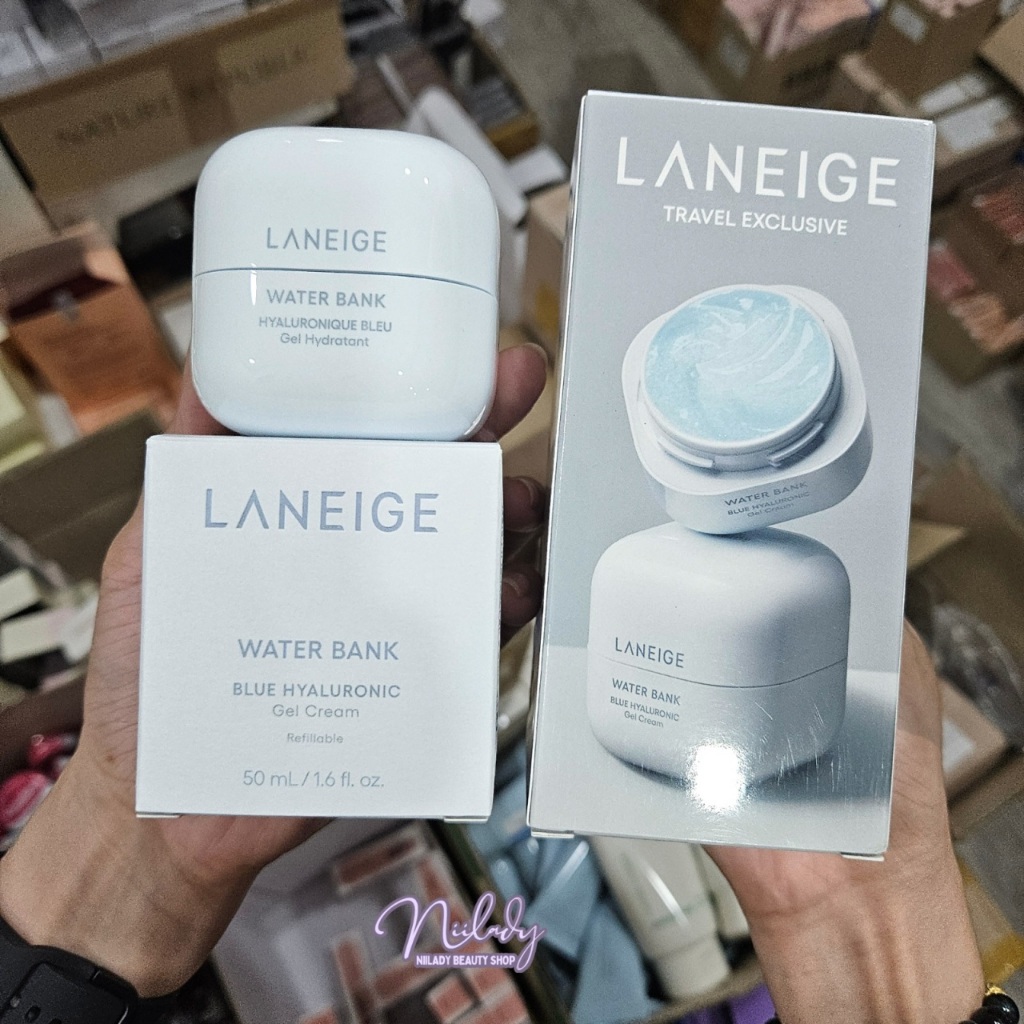 NATURE REPUBLIC
LANEIGE
WATER BANK
HYALURONIQUE BLEU
Gel Hydratant
LANEIGE
WATER BANK
BLUE HYALURONIC
Gel Cream
Refillable
50 mL / 1.6 fl. oz.
LANEIGE
TRAVEL EXCLUSIVE
WATER BANK
BLUE HYALURONIC
Gel Cream
LANEIGE
WATER BANK
BLUE HYALURONIC
Gel Cream
Niilady
NIILADY BEAUTY SHOP